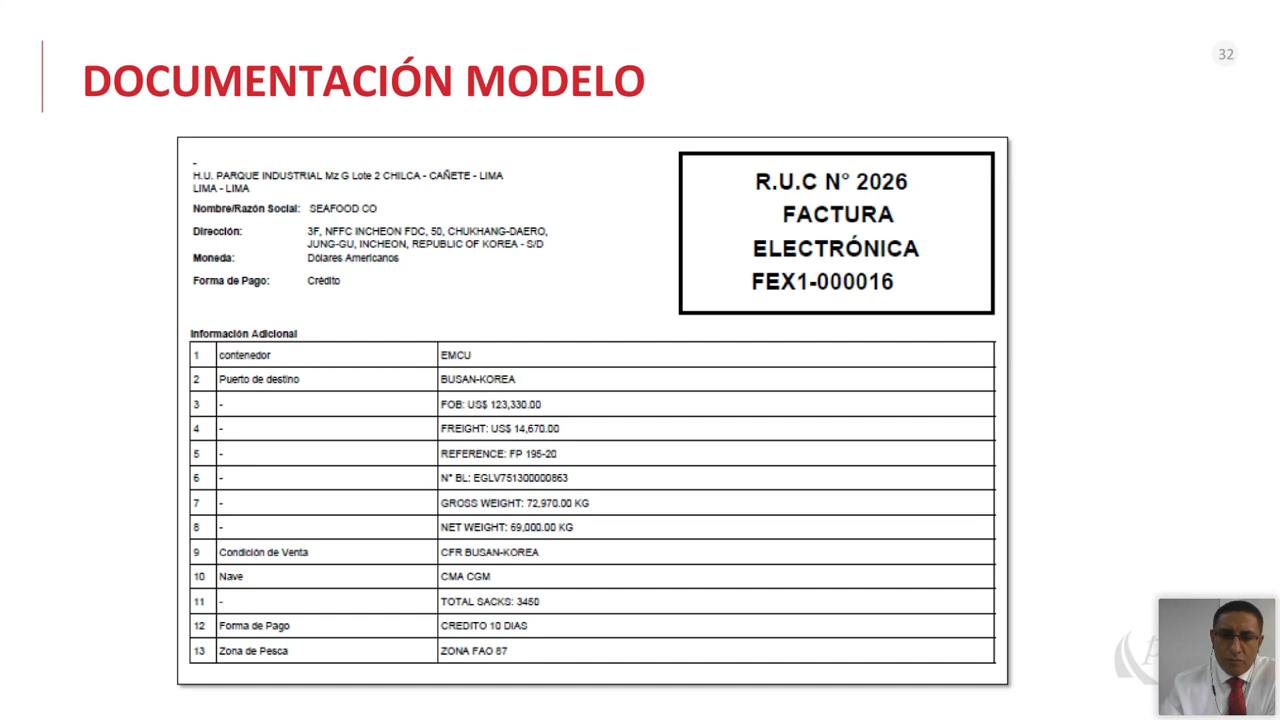 32
DOCUMENTACIÓN MODELO
-
H.U. PARQUE INDUSTRIAL Mz G Lote 2 CHILCA - CAÑETE - LIMA
LIMA - LIMA
Nombre/Razón Social: SEAFOOD CO
Dirección: 3F, NFFC INCHEON FDC, 50, CHUKHANG-DAERO,
JUNG-GU, INCHEON, REPUBLIC OF KOREA - S/D
Moneda: Dólares Americanos
Forma de Pago: Crédito
R.U.C N° 2026
FACTURA
ELECTRÓNICA
FEX1-000016
Información Adicional
1 contenedor EMCU
2 Puerto de destino BUSAN-KOREA
3 - FOB: US$ 123,330.00
4 - FREIGHT: US$ 14,670.00
5 - REFERENCE: FP 195-20
6 - N° BL: EGLV751300000863
7 - GROSS WEIGHT: 72,970.00 KG
8 - NET WEIGHT: 69,000.00 KG
9 Condición de Venta CFR BUSAN-KOREA
10 Nave CMA CGM
11 - TOTAL SACKS: 3450
12 Forma de Pago CREDITO 10 DIAS
13 Zona de Pesca ZONA FAO 87